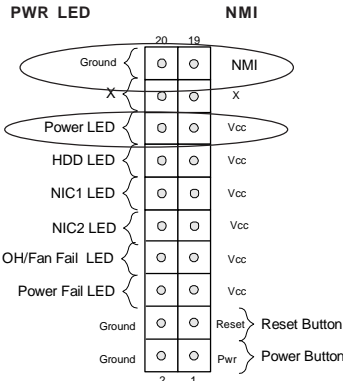 PWR LED NMI
20 19
Ground NMI
X X
Power LED Vcc
HDD LED Vcc
NIC1 LED Vcc
NIC2 LED Vcc
OH/Fan Fail LED Vcc
Power Fail LED Vcc
Ground Reset Reset Button
Ground Pwr Power Button
2 1